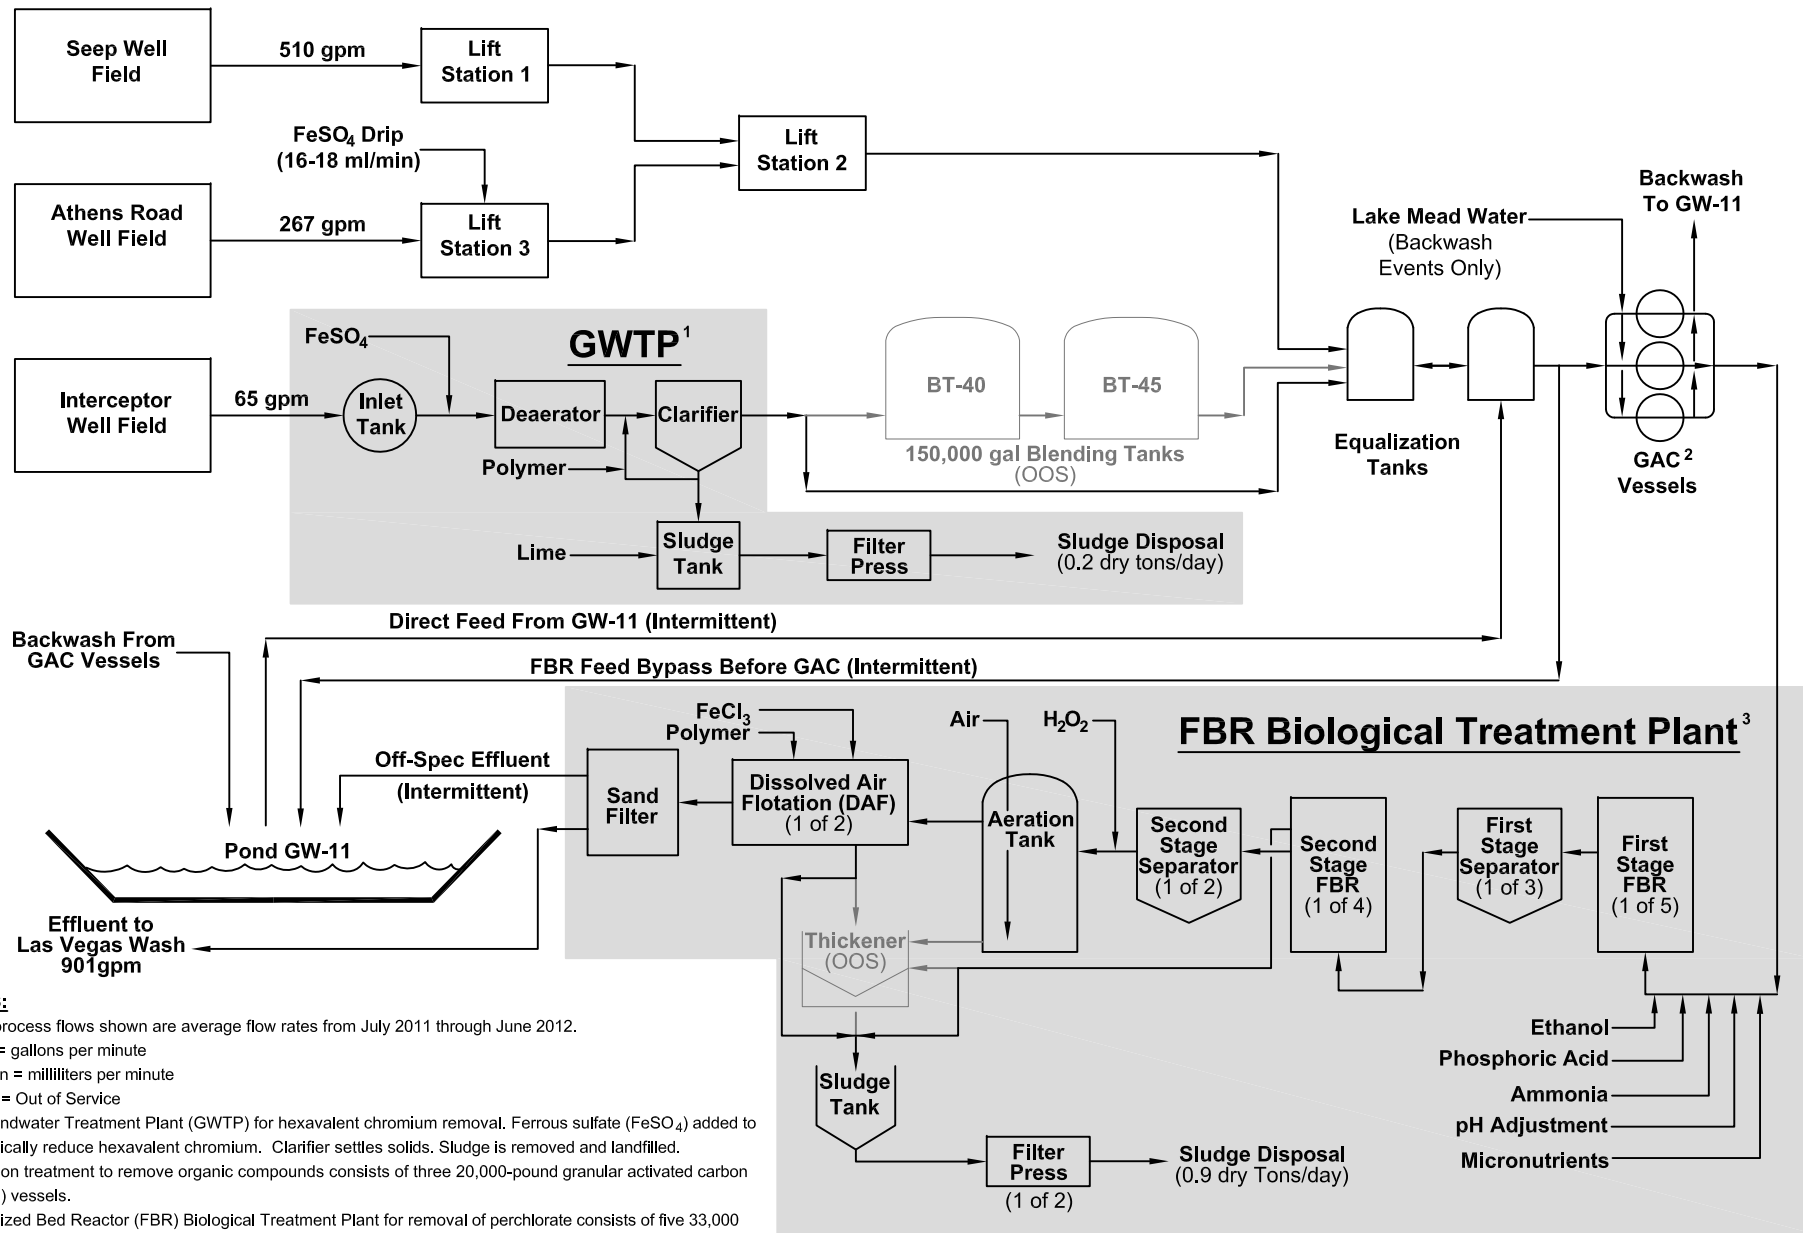 Seep Well
Field
510 gpm
Lift
Station 1
FeSO4 Drip
(16-18 ml/min)
Lift
Station 2
Athens Road
Well Field
267 gpm
Lift
Station 3
Backwash
To GW-11
Lake Mead Water
(Backwash
Events Only)
GWTP1
FeSO4
Interceptor
Well Field
65 gpm
Inlet
Tank
Deaerator
Clarifier
Polymer
BT-40
BT-45
150,000 gal Blending Tanks
(OOS)
Equalization
Tanks
GAC2
Vessels
Lime
Sludge
Tank
Filter
Press
Sludge Disposal
(0.2 dry tons/day)
Direct Feed From GW-11 (Intermittent)
Backwash From
GAC Vessels
FBR Feed Bypass Before GAC (Intermittent)
FeCl3
Polymer
Air
H2O2
FBR Biological Treatment Plant3
Off-Spec Effluent
(Intermittent)
Sand
Filter
Dissolved Air
Flotation (DAF)
(1 of 2)
Aeration
Tank
Second
Stage
Separator
(1 of 2)
Second
Stage
FBR
(1 of 4)
First
Stage
Separator
(1 of 3)
First
Stage
FBR
(1 of 5)
Pond GW-11
Effluent to
Las Vegas Wash
901gpm
Thickener
(OOS)
Ethanol
Phosphoric Acid
Ammonia
pH Adjustment
Micronutrients
Sludge
Tank
Filter
Press
(1 of 2)
Sludge Disposal
(0.9 dry Tons/day)
:
process flows shown are average flow rates from July 2011 through June 2012.
= gallons per minute
n = milliliters per minute
= Out of Service
ndwater Treatment Plant (GWTP) for hexavalent chromium removal. Ferrous sulfate (FeSO4) added to
ically reduce hexavalent chromium. Clarifier settles solids. Sludge is removed and landfilled.
on treatment to remove organic compounds consists of three 20,000-pound granular activated carbon
) vessels.
ized Bed Reactor (FBR) Biological Treatment Plant for removal of perchlorate consists of five 33,000